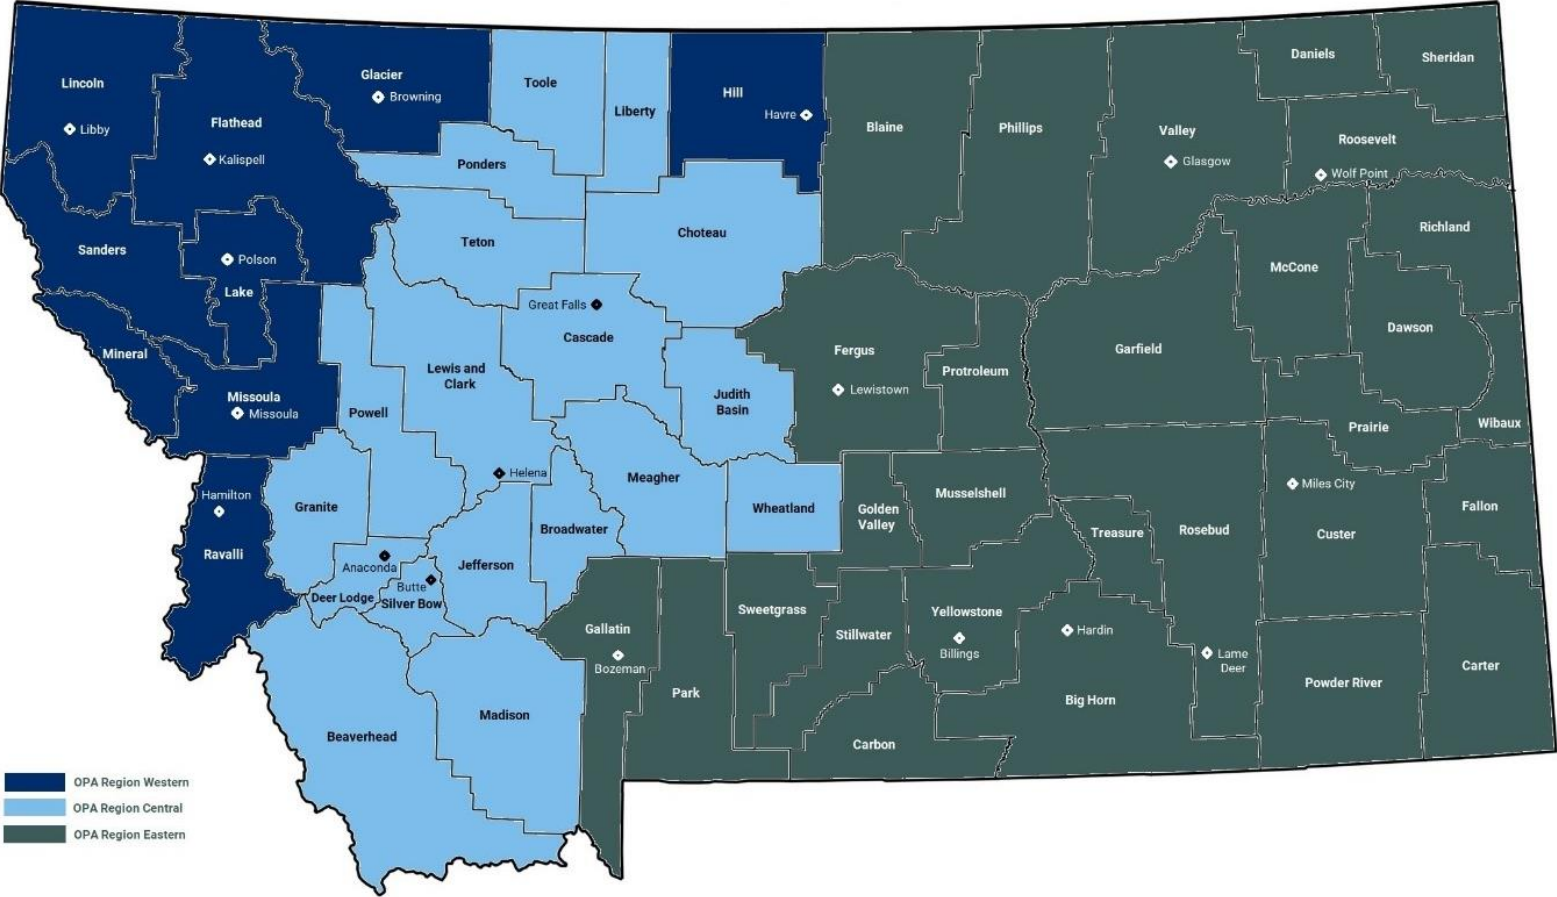 Lincoln
Libby
Flathead
Kalispell
Glacier
Browning
Toole
Liberty
Hill
Havre
Blaine
Phillips
Valley
Glasgow
Daniels
Sheridan
Roosevelt
Wolf Point
Richland
Ponders
Teton
Choteau
Sanders
Polson
Lake
McCone
Dawson
Great Falls
Cascade
Mineral
Missoula
Missoula
Powell
Lewis and
Clark
Judith
Basin
Fergus
Lewistown
Protroleum
Garfield
Prairie
Wibaux
Helena
Meagher
Wheatland
Golden
Valley
Musselshell
Treasure
Rosebud
Miles City
Custer
Fallon
Hamilton
Ravalli
Granite
Anaconda
Deer Lodge
Butte
Silver Bow
Jefferson
Broadwater
Gallatin
Bozeman
Park
Sweetgrass
Stillwater
Yellowstone
Billings
Hardin
Big Horn
Lame
Deer
Powder River
Carter
Carbon
Madison
Beaverhead
OPA Region Western
OPA Region Central
OPA Region Eastern